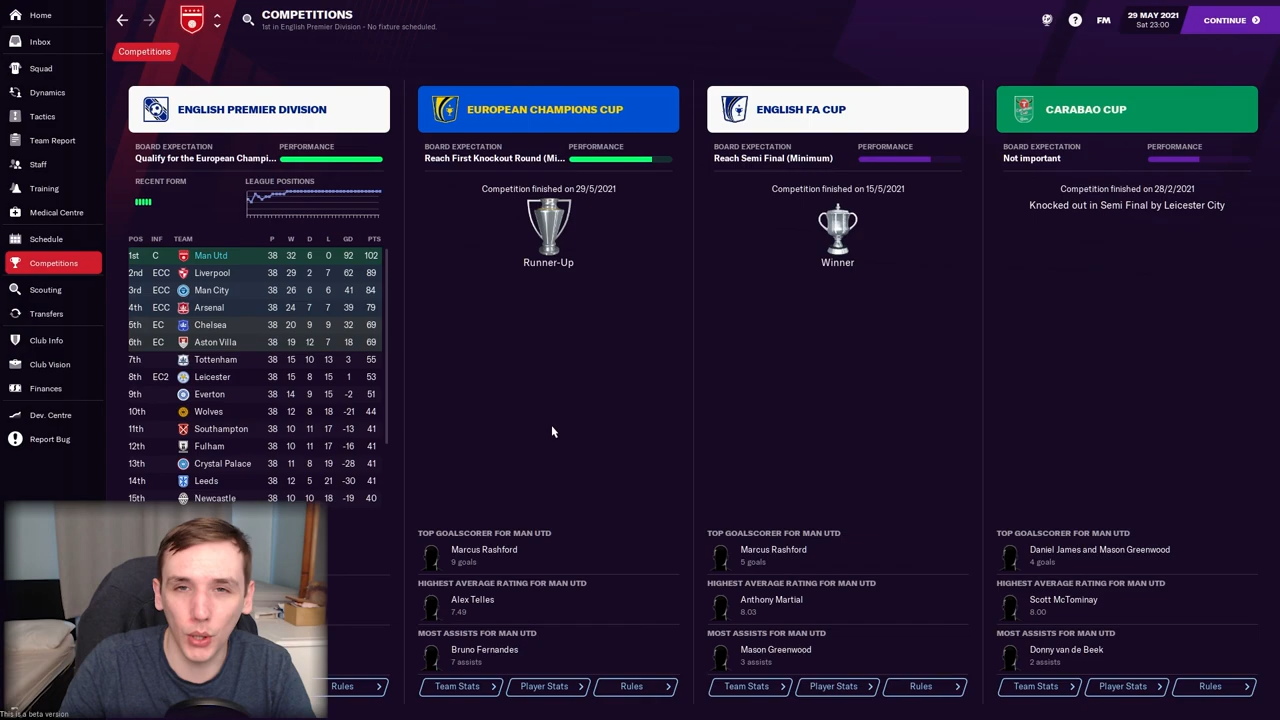 Home
Inbox
Squad
Dynamics
Tactics
Team Report
Staff
Training
Medical Centre
Schedule
Competitions
Scouting
Transfers
Club Info
Club Vision
Finances
Dev. Centre
Report Bug
This is a beta version
COMPETITIONS
1st in English Premier Division - No fixture scheduled.
? FM 29 MAY 2021 CONTINUE
Sat 23:00
Competitions
ENGLISH PREMIER DIVISION
BOARD EXPECTATION PERFORMANCE
Qualify for the European Champi...
RECENT FORM LEAGUE POSITIONS
POS INF TEAM P W D L GD PTS
1st C Man Utd 38 32 6 0 92 102
2nd ECC Liverpool 38 29 2 7 62 89
3rd ECC Man City 38 26 6 6 41 84
4th ECC Arsenal 38 24 7 7 39 79
5th EC Chelsea 38 20 9 9 32 69
6th EC Aston Villa 38 19 12 7 18 69
7th Tottenham 38 15 10 13 3 55
8th EC2 Leicester 38 15 8 15 1 53
9th Everton 38 14 9 15 -2 51
10th Wolves 38 12 8 18 -21 44
11th Southampton 38 10 11 17 -13 41
12th Fulham 38 10 11 17 -16 41
13th Crystal Palace 38 11 8 19 -28 41
14th Leeds 38 12 5 21 -30 41
15th Newcastle 38 10 10 18 -19 40
Rules
EUROPEAN CHAMPIONS CUP
BOARD EXPECTATION PERFORMANCE
Reach First Knockout Round (Mi...
Competition finished on 29/5/2021
Runner-Up
TOP GOALSCORER FOR MAN UTD
Marcus Rashford
9 goals
HIGHEST AVERAGE RATING FOR MAN UTD
Alex Telles
7.49
MOST ASSISTS FOR MAN UTD
Bruno Fernandes
7 assists
Team Stats Player Stats Rules
ENGLISH FA CUP
BOARD EXPECTATION PERFORMANCE
Reach Semi Final (Minimum)
Competition finished on 15/5/2021
Winner
TOP GOALSCORER FOR MAN UTD
Marcus Rashford
5 goals
HIGHEST AVERAGE RATING FOR MAN UTD
Anthony Martial
8.03
MOST ASSISTS FOR MAN UTD
Mason Greenwood
3 assists
Team Stats Player Stats Rules
CARABAO CUP
BOARD EXPECTATION PERFORMANCE
Not important
Competition finished on 28/2/2021
Knocked out in Semi Final by Leicester City
TOP GOALSCORER FOR MAN UTD
Daniel James and Mason Greenwood
4 goals
HIGHEST AVERAGE RATING FOR MAN UTD
Scott McTominay
8.00
MOST ASSISTS FOR MAN UTD
Donny van de Beek
2 assists
Team Stats Player Stats Rules